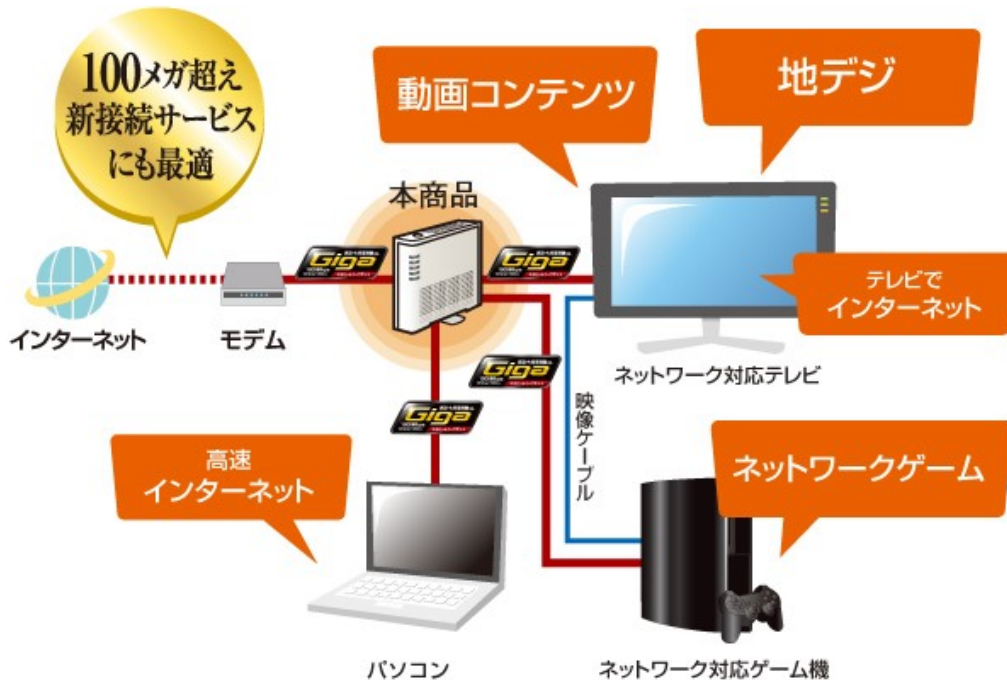 100メガ超え
新接続サービス
にも最適
動画コンテンツ
地デジ
本商品
Giga
Giga
テレビで
インターネット
インターネット
モデム
ネットワーク対応テレビ
Giga
Giga
映像ケーブル
高速
インターネット
ネットワークゲーム
パソコン
ネットワーク対応ゲーム機